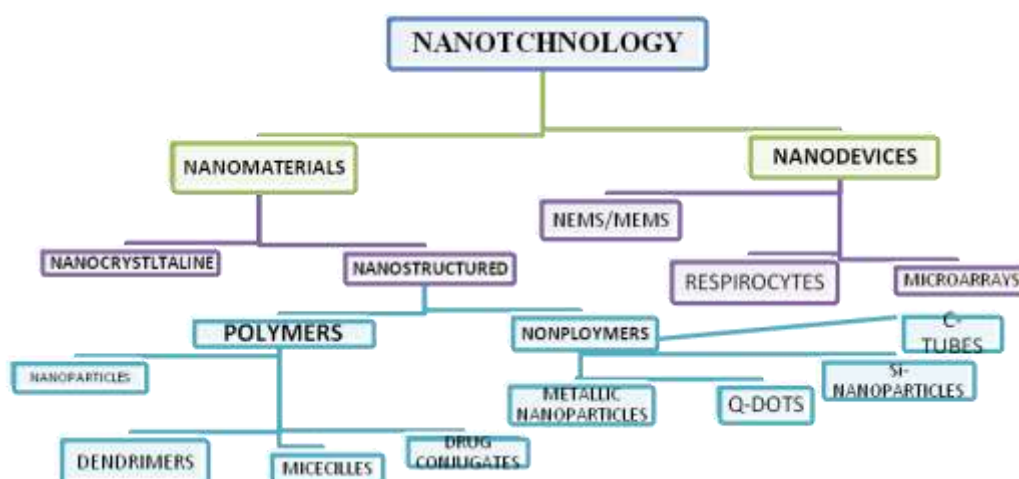 NANOTCHNOLOGY
NANOMATERIALS
NANODEVICES
NEMS/MEMS
NANOCRYSTLTALINE
NANOSTRUCTURED
RESPIROCYTES
MICROARRAYS
POLYMERS
NONPLOYMERS
C-
TUBES
NANOPARTICLES
Si-
NANOPARTICLES
METALLIC
NANOPARTICLES
Q-DOTS
DENDRIMERS
MICECILLES
DRUG
CONJUGATES